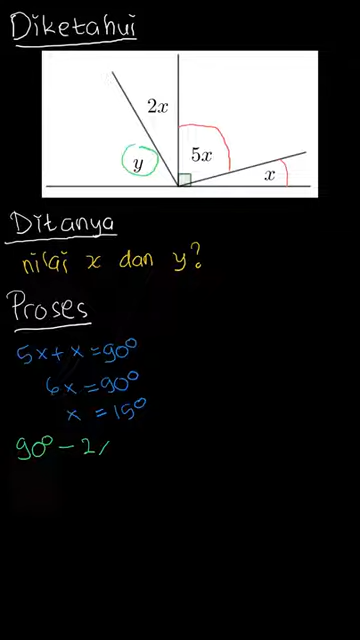 Diketahui
2x
5x
y
x
Ditanya
nilai x dan y?
Proses
5x + x = 90°
6x = 90°
x = 15°
90° - 2